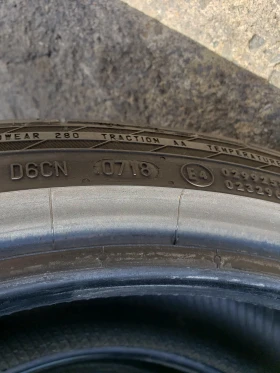 WEAR 280 TRACTION AA TEMPERATURE
D6CN 0718 E4